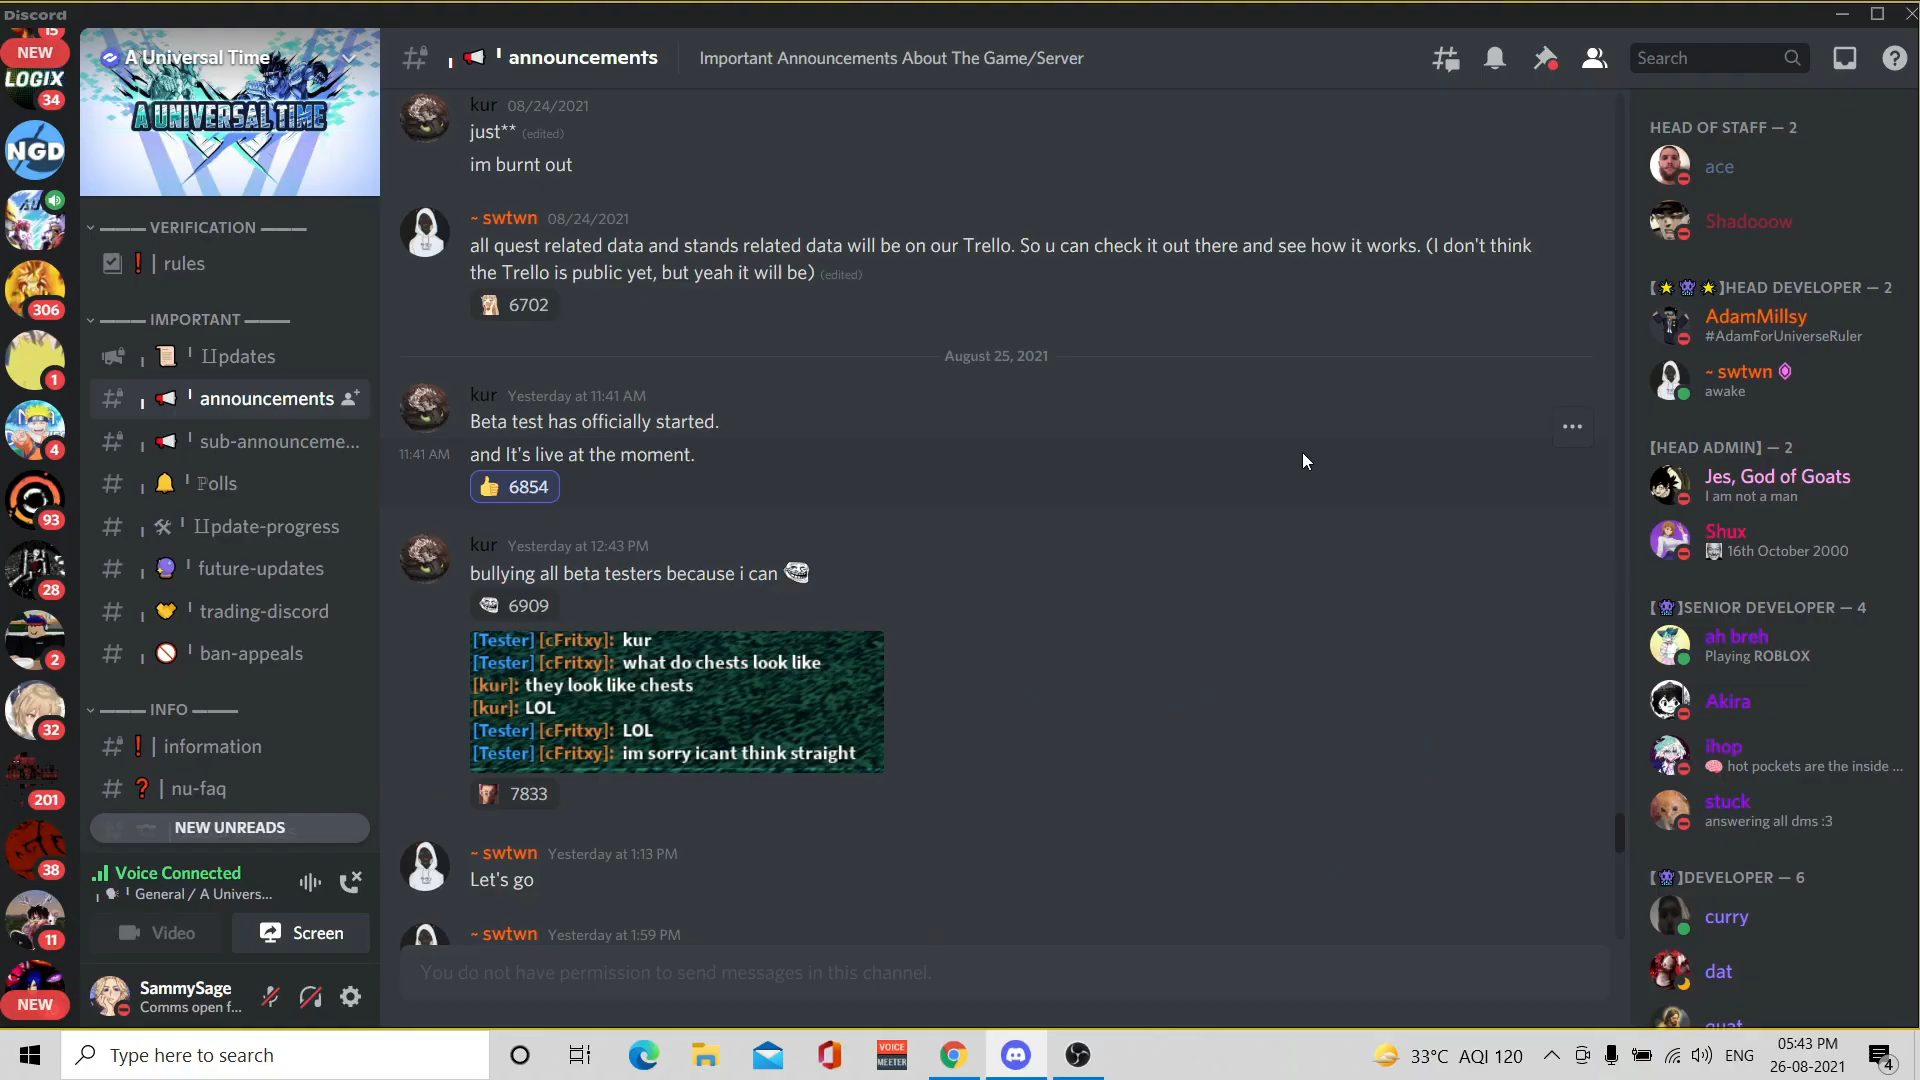 Discord
15
NEW
LOGIX
34
NGD
306
1
4
93
28
2
32
201
38
11
NEW
A Universal Time
A UNIVERSAL TIME
VERIFICATION
| rules
IMPORTANT
Updates
announcements
sub-announceme...
Polls
Update-progress
future-updates
trading-discord
ban-appeals
INFO
| information
| nu-faq
NEW UNREADS
Voice Connected
General / A Univers...
Video
Screen
SammySage
Comms open f...
announcements
Important Announcements About The Game/Server
Search
kur 08/24/2021
just** (edited)
im burnt out
~ swtwn 08/24/2021
all quest related data and stands related data will be on our Trello. So u can check it out there and see how it works. (I don't think
the Trello is public yet, but yeah it will be) (edited)
6702
August 25, 2021
kur Yesterday at 11:41 AM
Beta test has officially started.
11:41 AM and It's live at the moment.
6854
kur Yesterday at 12:43 PM
bullying all beta testers because i can
6909
[Tester] [cFritxy]: kur
[Tester] [cFritxy]: what do chests look like
[kur]: they look like chests
[kur]: LOL
[Tester] [cFritxy]: LOL
[Tester] [cFritxy]: im sorry icant think straight
7833
~ swtwn Yesterday at 1:13 PM
Let's go
~ swtwn Yesterday at 1:59 PM
You do not have permission to send messages in this channel.
HEAD OF STAFF — 2
ace
Shadooow
[ ]HEAD DEVELOPER — 2
AdamMillsy
#AdamForUniverseRuler
~ swtwn
awake
[HEAD ADMIN] — 2
Jes, God of Goats
I am not a man
Shux
16th October 2000
[ ]SENIOR DEVELOPER — 4
ah breh
Playing ROBLOX
Akira
ihop
hot pockets are the inside ...
stuck
answering all dms :3
[ ]DEVELOPER — 6
curry
dat
Type here to search
VOICE
MEETER
33°C AQI 120
ENG
05:43 PM
26-08-2021
4